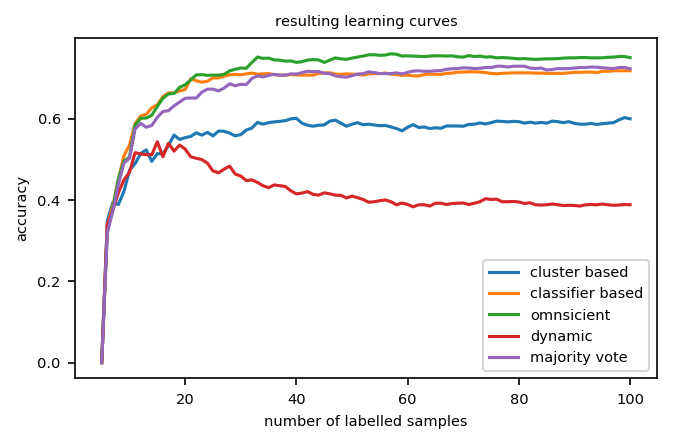 resulting learning curves
accuracy
0.6
0.4
0.2
0.0
20 40 60 80 100
number of labelled samples
cluster based
classifier based
omnsicient
dynamic
majority vote